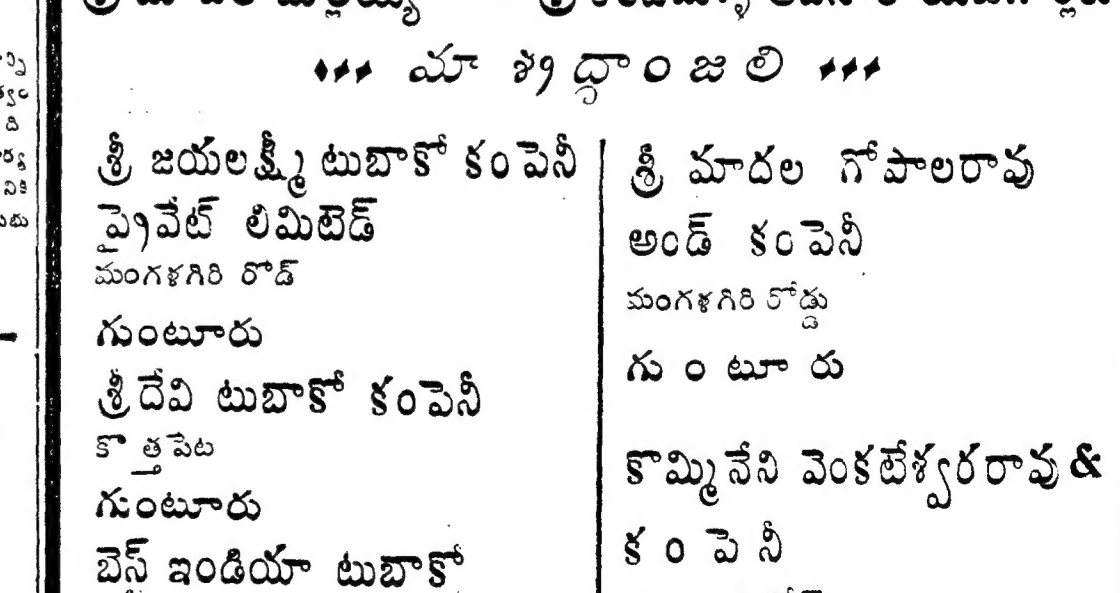 ♦♦♦ మా శ్రద్ధాంజలి ♦♦♦
శ్రీ జయలక్ష్మీ టుబాకో కంపెనీ
ప్రైవేట్ లిమిటెడ్
మంగళగిరి రోడ్
గుంటూరు
శ్రీదేవి టుబాకో కంపెనీ
కొత్తపేట
గుంటూరు
బెస్ట్ ఇండియా టుబాకో
శ్రీ మాదల గోపాలరావు
అండ్ కంపెనీ
మంగళగిరి రోడ్డు
గుంటూరు
కొమ్మినేని వెంకటేశ్వరరావు &
కంపెనీ